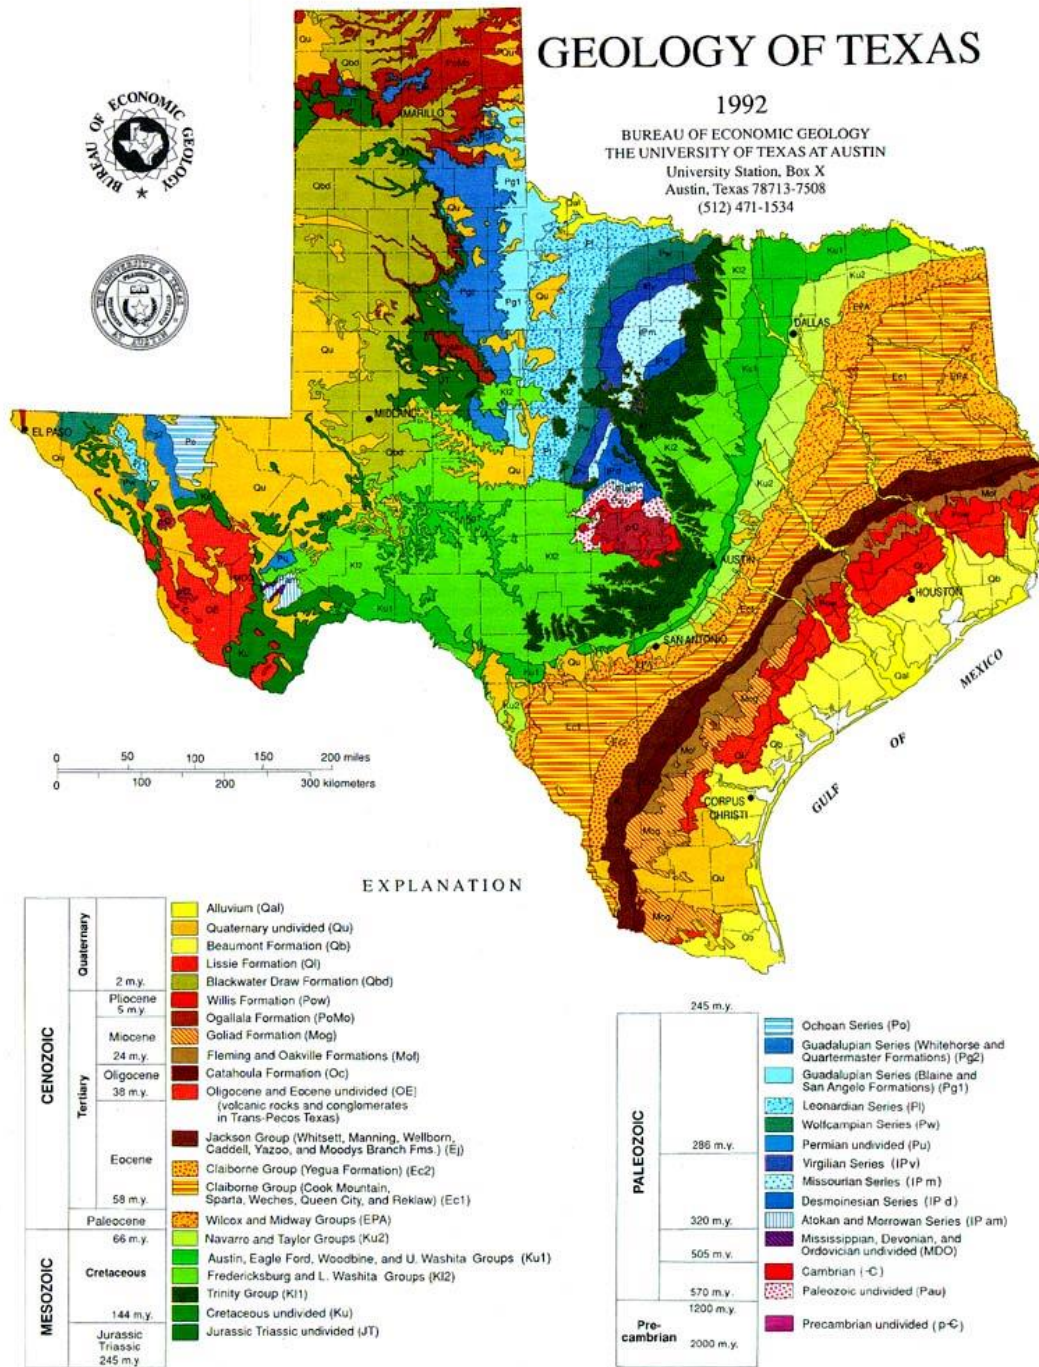 GEOLOGY OF TEXAS
1992
BUREAU OF ECONOMIC GEOLOGY
THE UNIVERSITY OF TEXAS AT AUSTIN
University Station, Box X
Austin, Texas 78713-7508
(512) 471-1534
BUREAU OF ECONOMIC GEOLOGY
THE UNIVERSITY OF TEXAS
AMARILLO
DALLAS
MIDLAND
EL PASO
AUSTIN
HOUSTON
SAN ANTONIO
CORPUS
CHRISTI
GULF OF MEXICO
0 50 100 150 200 miles
0 100 200 300 kilometers
EXPLANATION
CENOZOIC
Quaternary
2 m.y.
Alluvium (Qal)
Quaternary undivided (Qu)
Beaumont Formation (Qb)
Lissie Formation (Ql)
Blackwater Draw Formation (Qbd)
Tertiary
Pliocene
5 m.y.
Miocene
24 m.y.
Oligocene
38 m.y.
Eocene
58 m.y.
Paleocene
Willis Formation (Pow)
Ogallala Formation (PoMo)
Goliad Formation (Mog)
Fleming and Oakville Formations (Mof)
Catahoula Formation (Oc)
Oligocene and Eocene undivided (OE)
(volcanic rocks and conglomerates
in Trans-Pecos Texas)
Jackson Group (Whitsett, Manning, Wellborn,
Caddell, Yazoo, and Moodys Branch Fms.) (Ej)
Claiborne Group (Yegua Formation) (Ec2)
Claiborne Group (Cook Mountain,
Sparta, Weches, Queen City, and Reklaw) (Ec1)
Wilcox and Midway Groups (EPA)
MESOZOIC
66 m.y.
Cretaceous
144 m.y.
Jurassic
Triassic
245 m.y
Navarro and Taylor Groups (Ku2)
Austin, Eagle Ford, Woodbine, and U. Washita Groups (Ku1)
Fredericksburg and L. Washita Groups (Kl2)
Trinity Group (Kl1)
Cretaceous undivided (Ku)
Jurassic Triassic undivided (JT)
PALEOZOIC
245 m.y.
286 m.y.
320 m.y.
505 m.y.
570 m.y.
Ochoan Series (Po)
Guadalupian Series (Whitehorse and
Quartermaster Formations) (Pg2)
Guadalupian Series (Blaine and
San Angelo Formations) (Pg1)
Leonardian Series (Pl)
Wolfcampian Series (Pw)
Permian undivided (Pu)
Virgilian Series (IPv)
Missourian Series (IP m)
Desmoinesian Series (IP d)
Atokan and Morrowan Series (IP am)
Mississippian, Devonian, and
Ordovician undivided (MDO)
Cambrian (-C)
Paleozoic undivided (Pau)
Pre-
cambrian
1200 m.y.
2000 m.y.
Precambrian undivided (p-C)